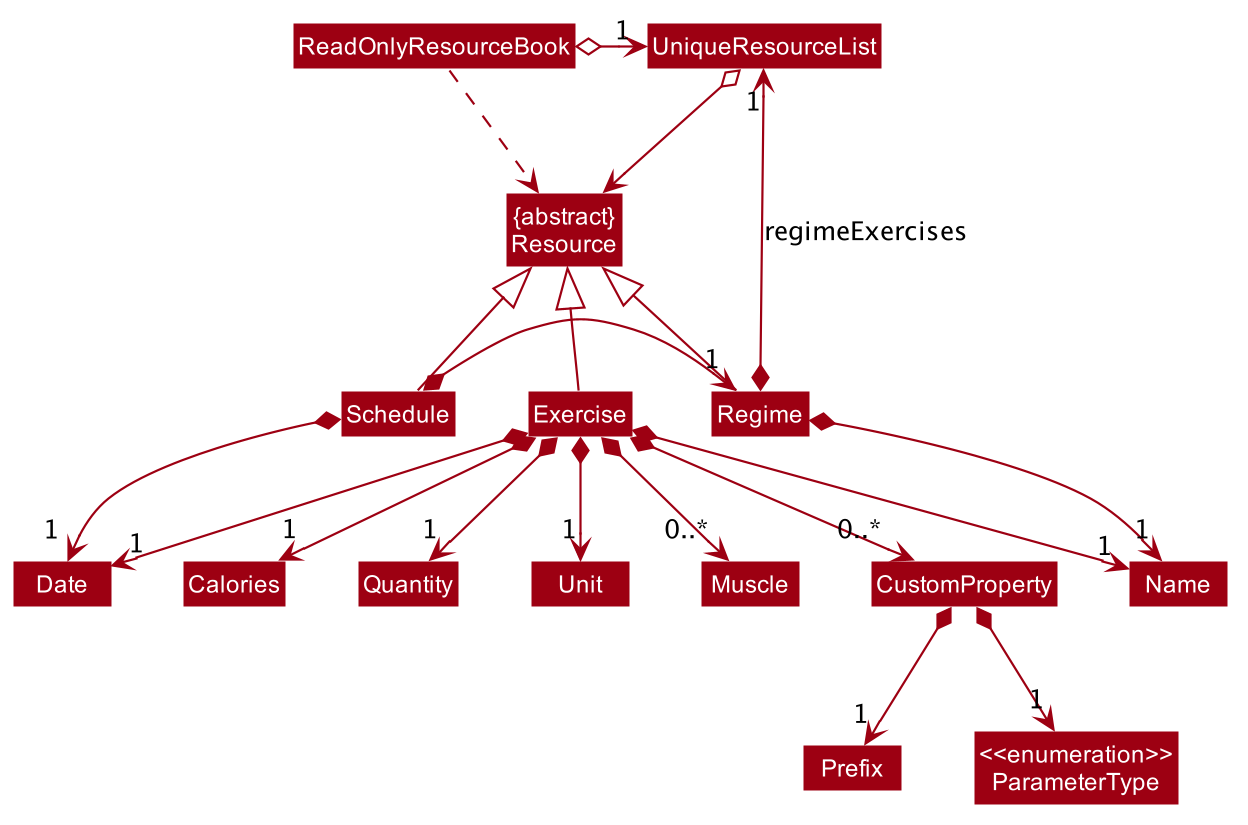 ReadOnlyResourceBook
1
UniqueResourceList
1
{abstract}
Resource
regimeExercises
1
Schedule
Exercise
Regime
1
1
1
1
1
0..*
0..*
1
1
Date
Calories
Quantity
Unit
Muscle
CustomProperty
Name
1
1
Prefix
<<enumeration>>
ParameterType